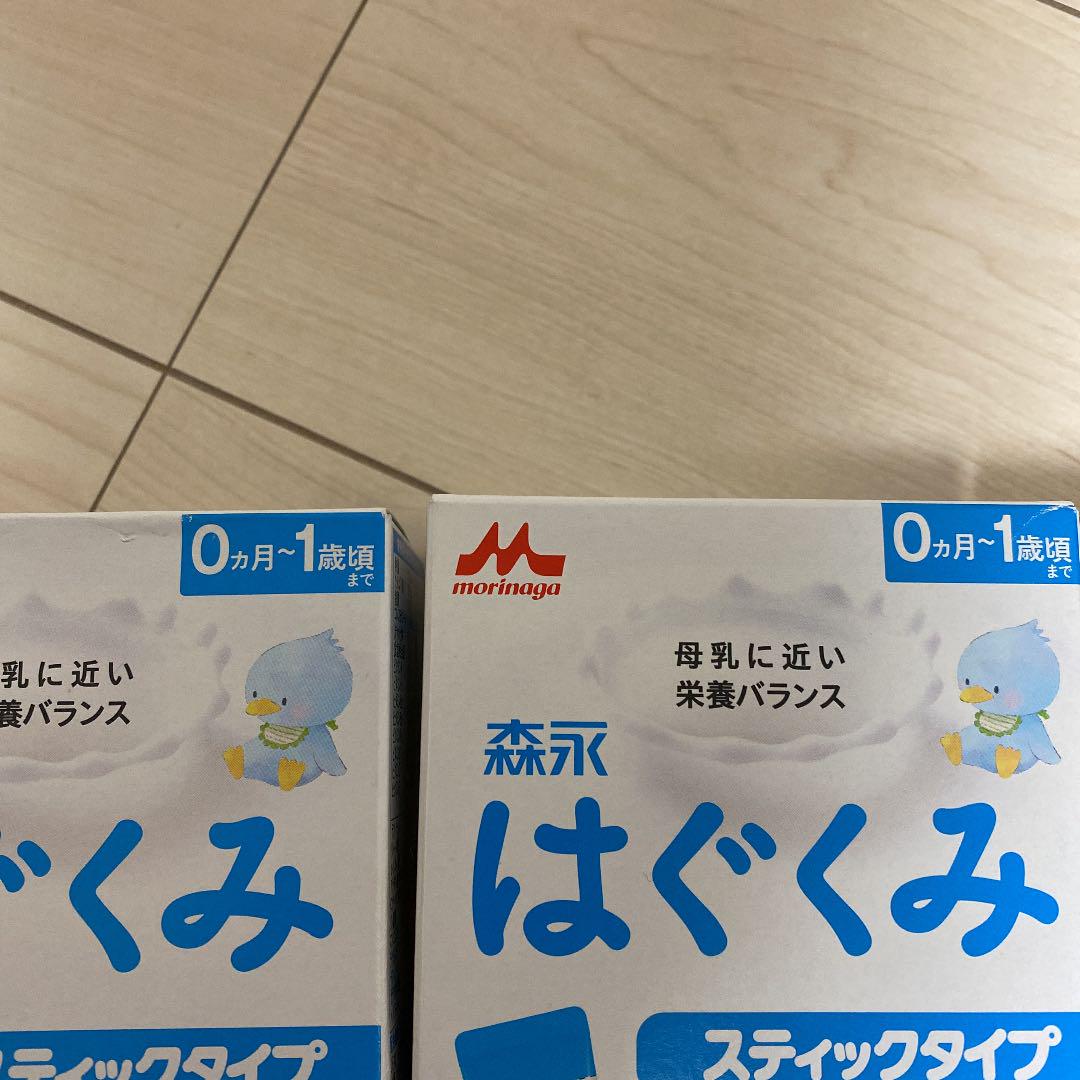 0ヵ月~1歳頃
まで
乳に近い
養バランス
ぐくみ
スティックタイプ
morinaga
0ヵ月~1歳頃
まで
母乳に近い
栄養バランス
森永
はぐくみ
スティックタイプ